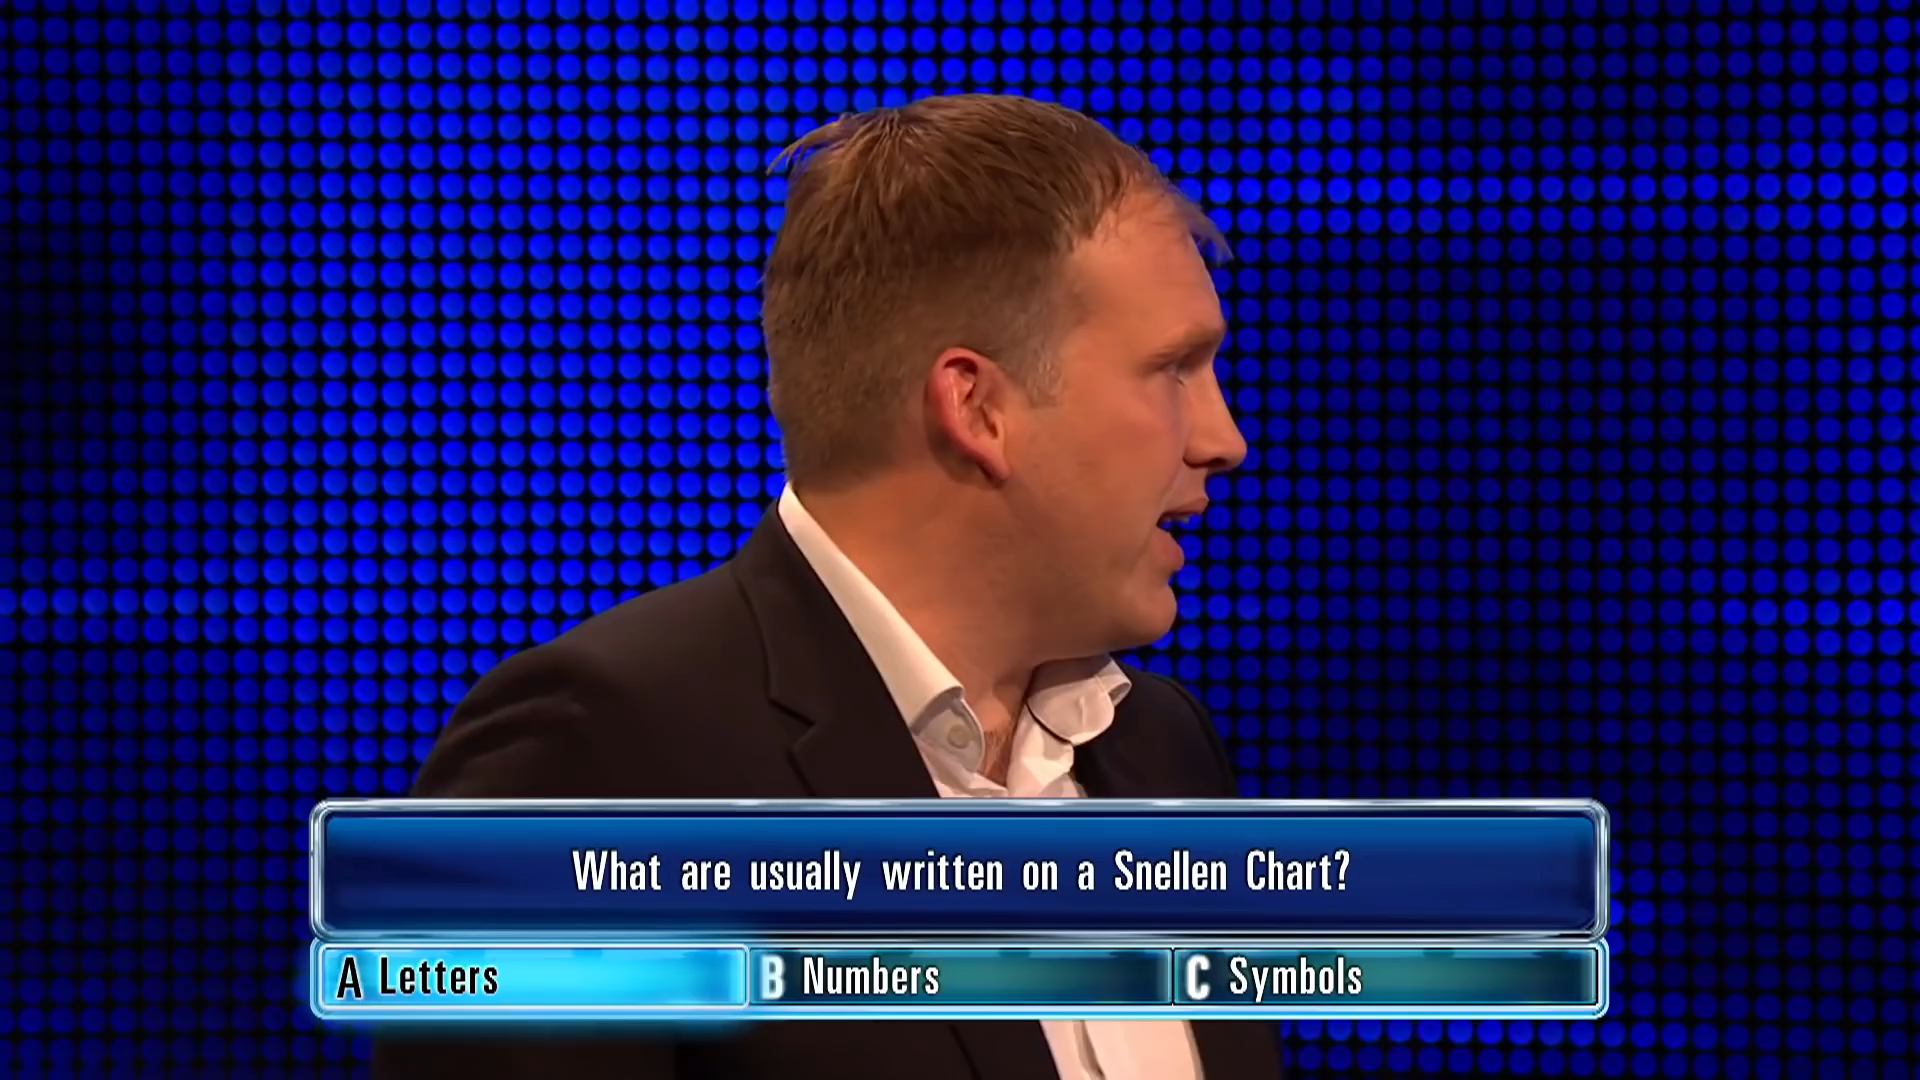 What are usually written on a Snellen Chart?
A Letters
B Numbers
C Symbols